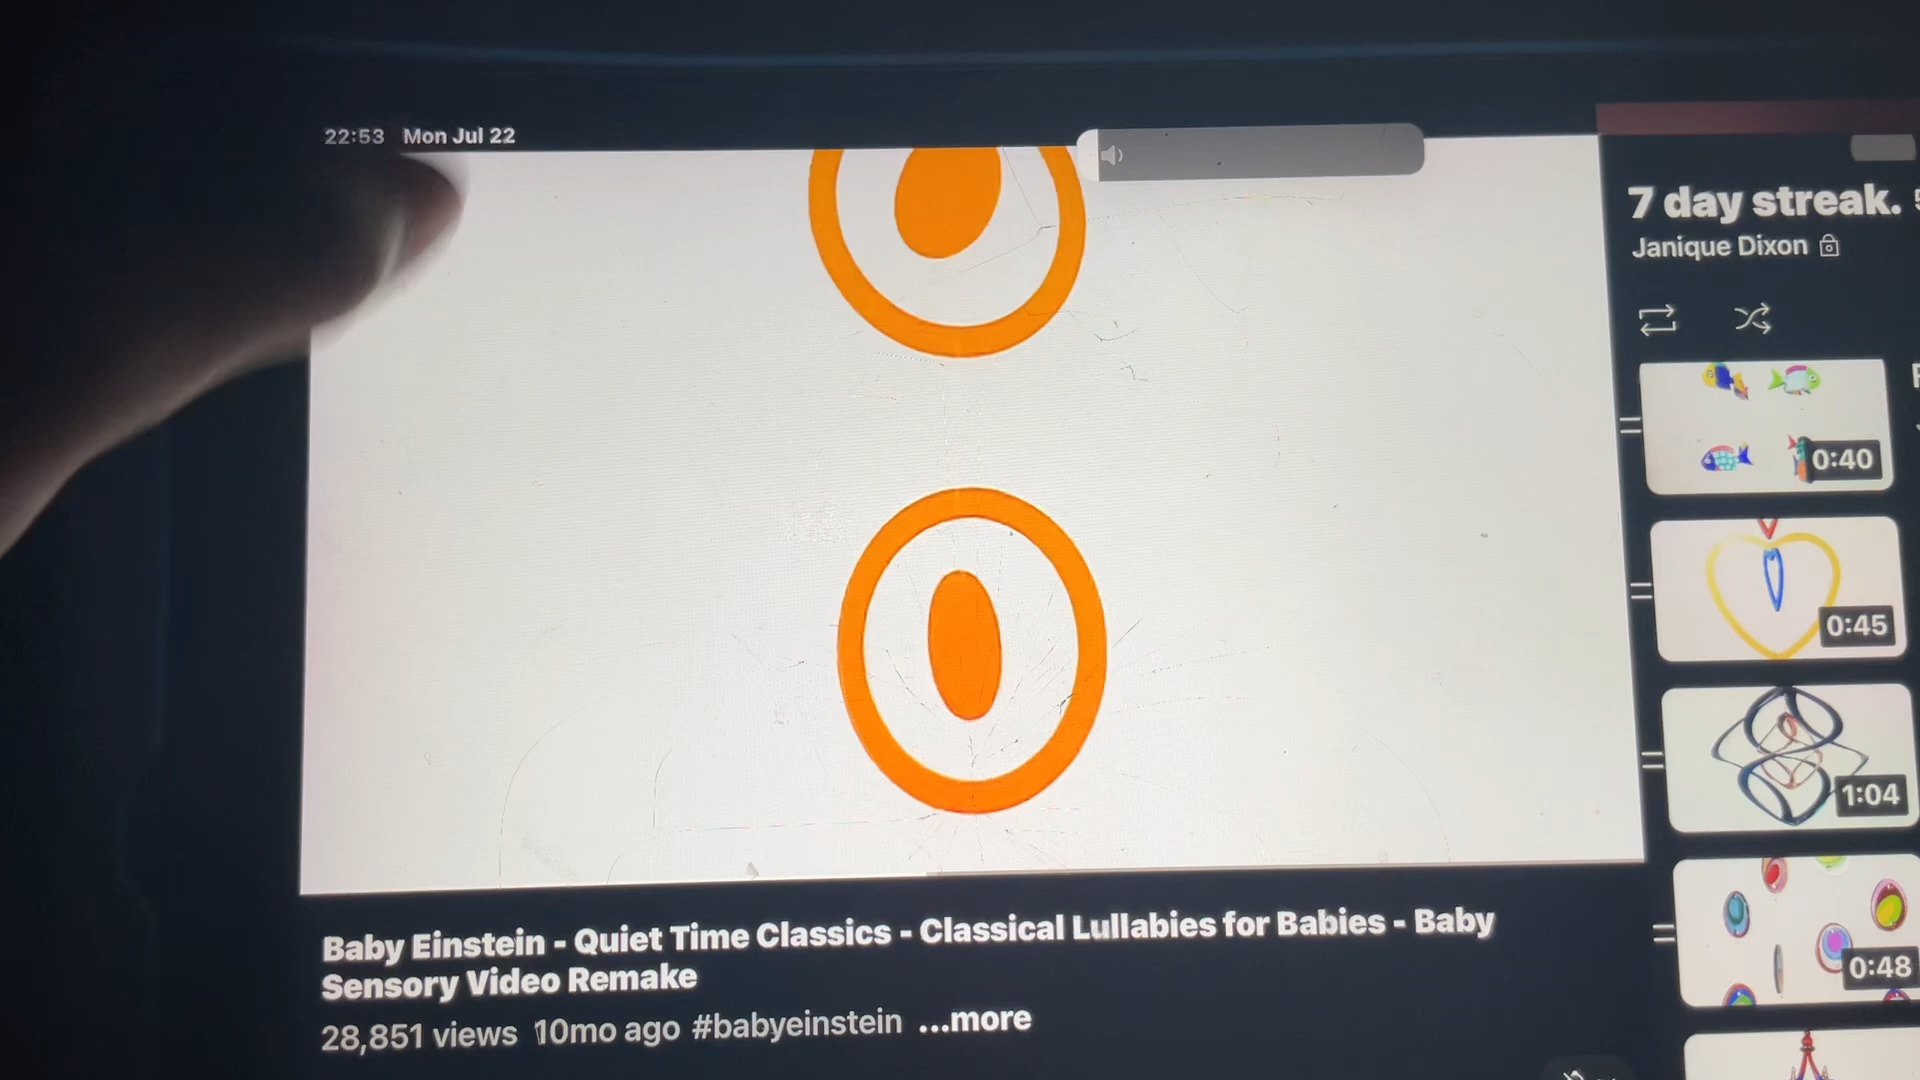 22:53 Mon Jul 22
7 day streak.
Janique Dixon
0:40
0:45
1:04
0:48
Baby Einstein - Quiet Time Classics - Classical Lullabies for Babies - Baby
Sensory Video Remake
28,851 views 10mo ago #babyeinstein ...more